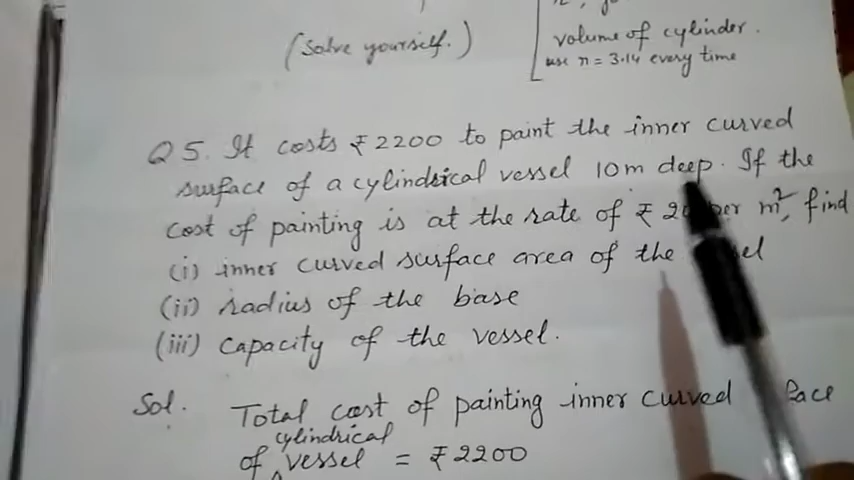 (Solve yourself.)
volume of cylinder.
use π = 3.14 every time
Q 5. It costs ₹2200 to paint the inner curved
surface of a cylindrical vessel 10m deep. If the
cost of painting is at the rate of ₹ m², find
(i) inner curved surface area of the
(ii) radius of the base
(iii) capacity of the vessel.
Sol. Total cost of painting inner curved
cylindrical
of vessel = ₹2200